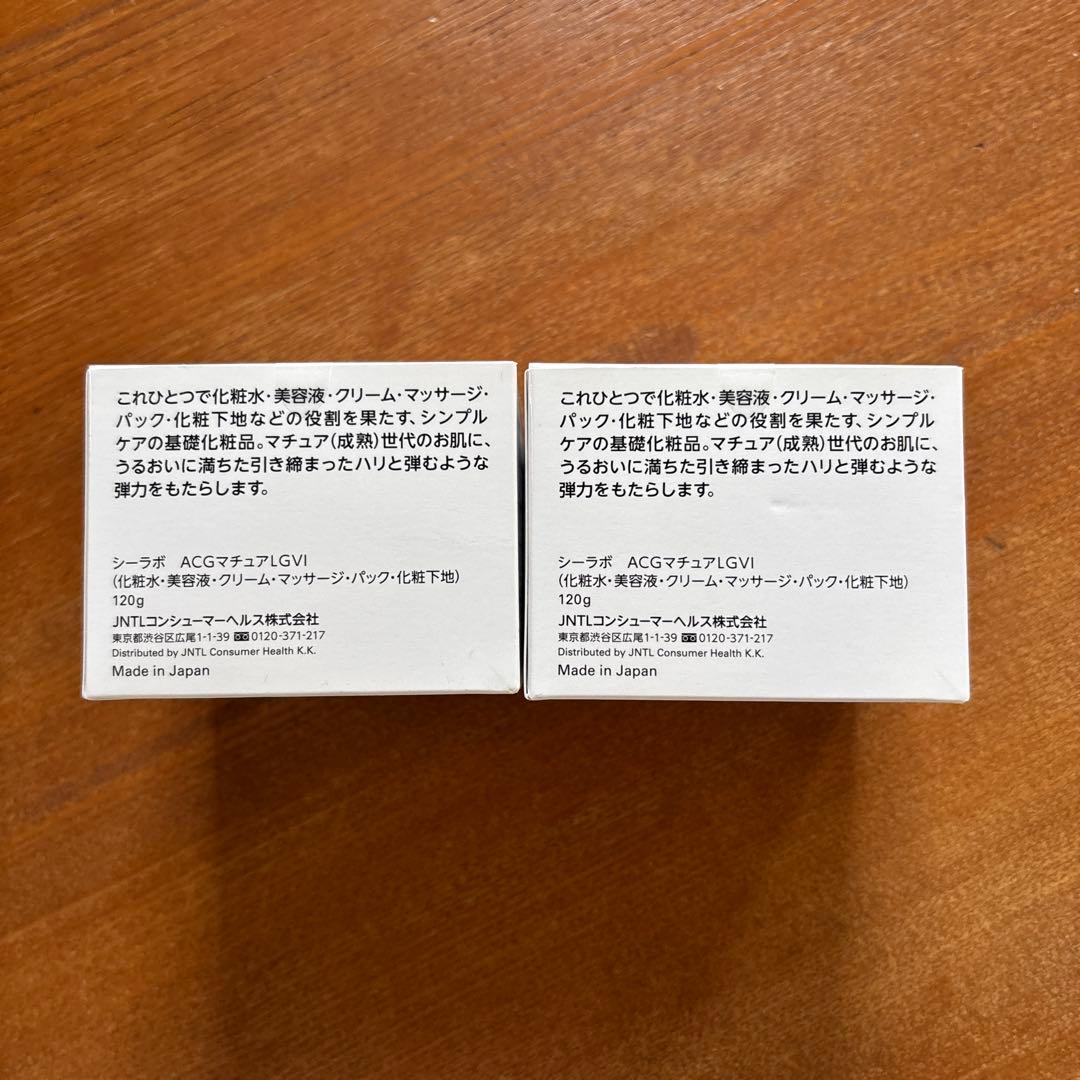 これひとつで化粧水・美容液・クリーム・マッサージ・
パック・化粧下地などの役割を果たす、シンプル
ケアの基礎化粧品。マチュア(成熟)世代のお肌に、
うるおいに満ちた引き締まったハリと弾むような
弾力をもたらします。
シーラボ ACGマチュアLGVI
(化粧水・美容液・クリーム・マッサージ・パック・化粧下地)
120g
JNTLコンシューマーヘルス株式会社
東京都渋谷区広尾1-1-39 0120-371-217
Distributed by JNTL Consumer Health K.K.
Made in Japan
これひとつで化粧水・美容液・クリーム・マッサージ・
パック・化粧下地などの役割を果たす、シンプル
ケアの基礎化粧品。マチュア(成熟)世代のお肌に、
うるおいに満ちた引き締まったハリと弾むような
弾力をもたらします。
シーラボ ACGマチュアLGVI
(化粧水・美容液・クリーム・マッサージ・パック・化粧下地)
120g
JNTLコンシューマーヘルス株式会社
東京都渋谷区広尾1-1-39 0120-371-217
Distributed by JNTL Consumer Health K.K.
Made in Japan